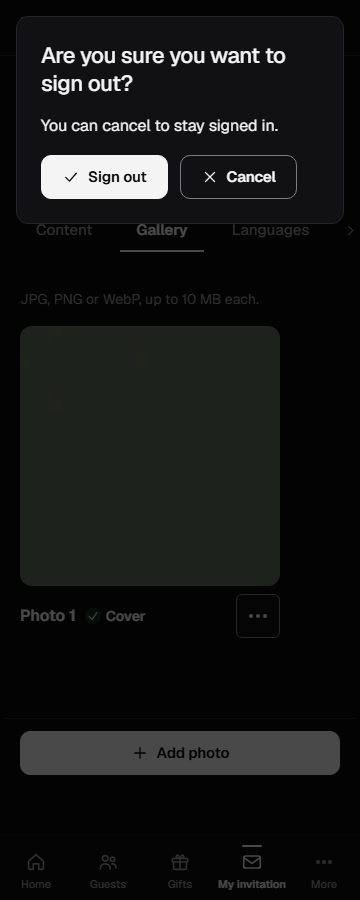 Are you sure you want to
sign out?
You can cancel to stay signed in.
Sign out
Cancel
Content
Gallery
Languages
JPG, PNG or WebP, up to 10 MB each.
Photo 1
Cover
Add photo
Home
Guests
Gifts
My invitation
More